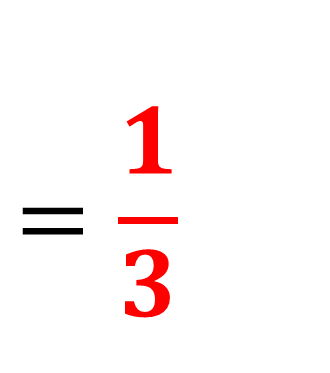 = 1/3